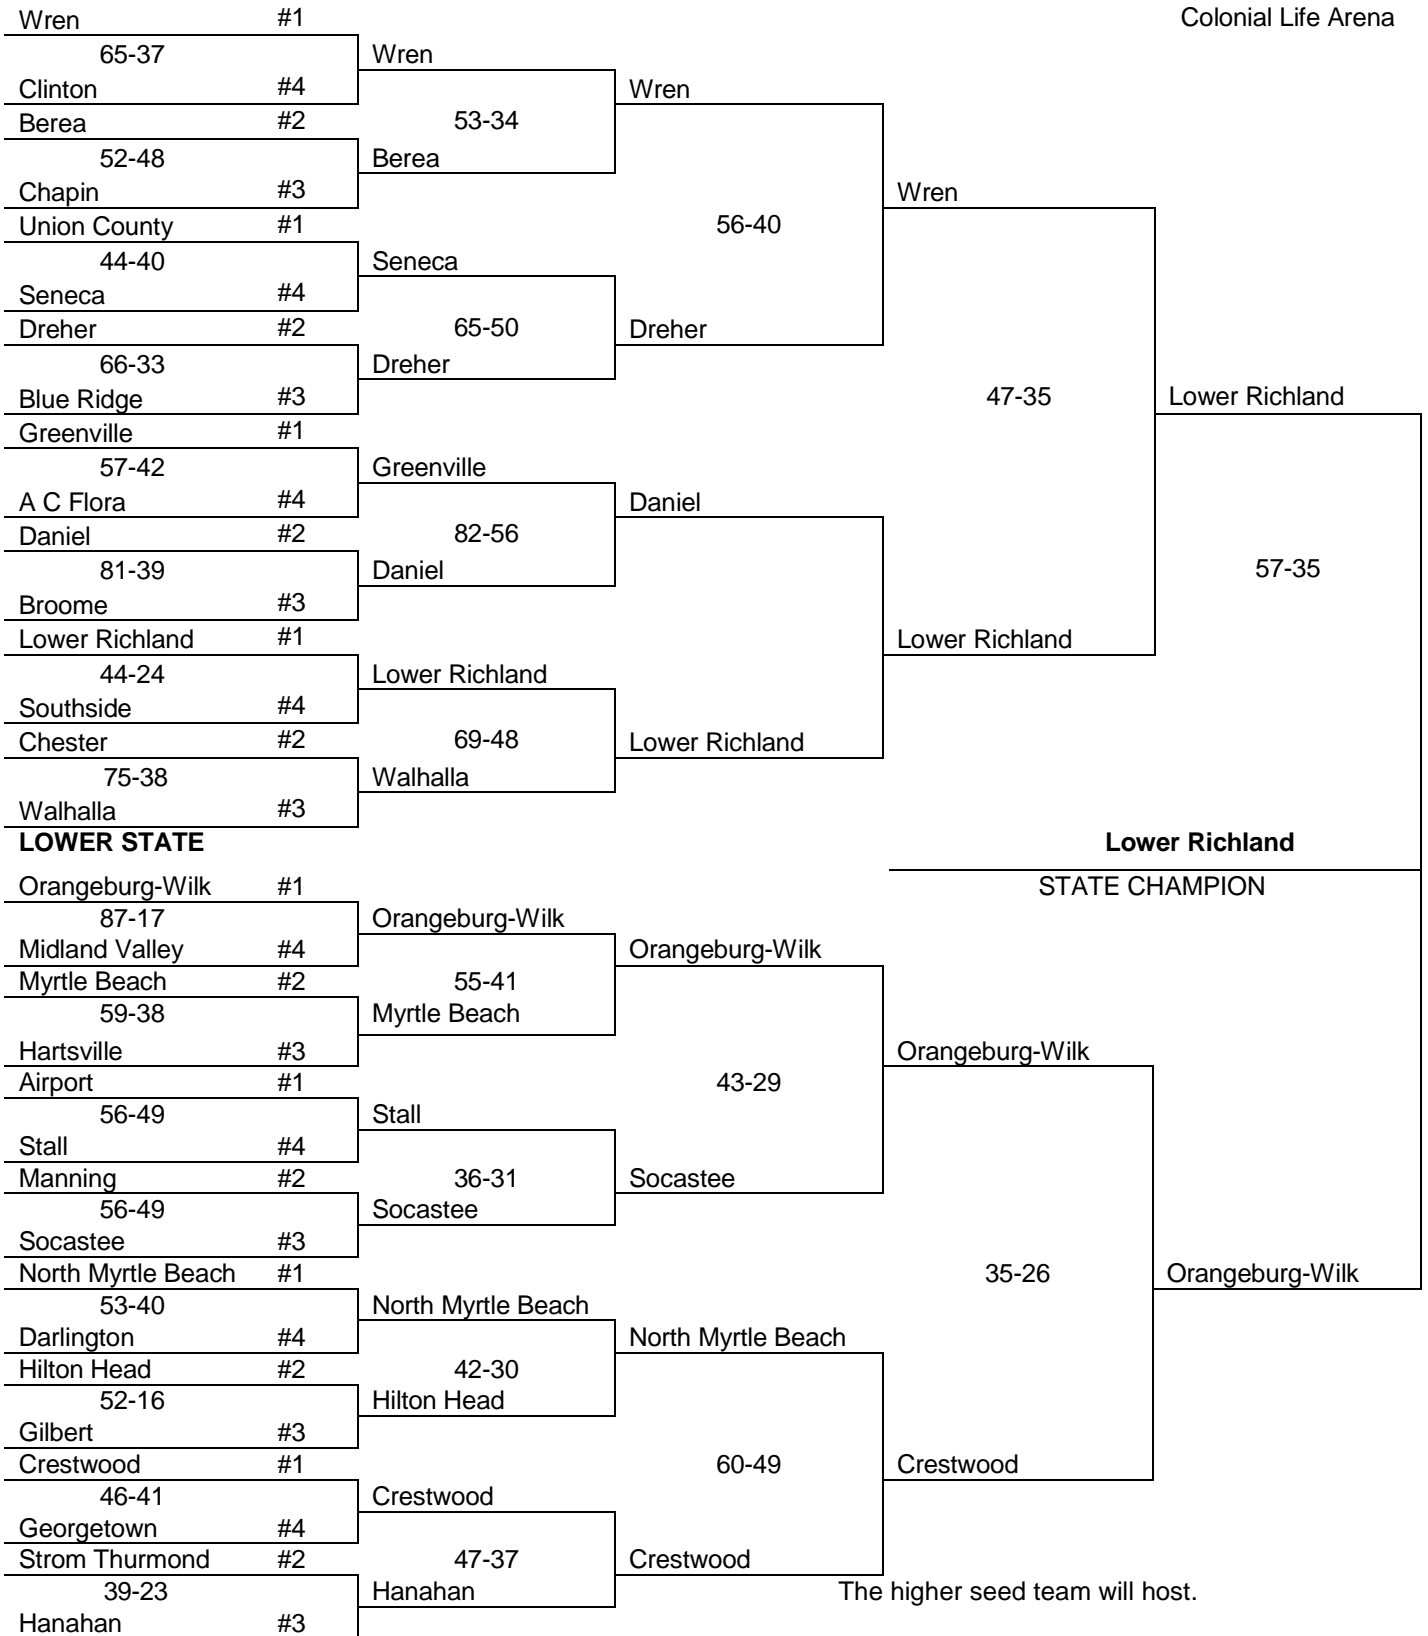 Wren #1 Colonial Life Arena
65-37 Wren
Clinton #4 Wren
Berea #2 53-34
52-48 Berea
Chapin #3 Wren
Union County #1 56-40
44-40 Seneca
Seneca #4
Dreher #2 65-50 Dreher
66-33 Dreher
Blue Ridge #3 47-35 Lower Richland
Greenville #1
57-42 Greenville
A C Flora #4 Daniel
Daniel #2 82-56
81-39 Daniel 57-35
Broome #3
Lower Richland #1 Lower Richland
44-24 Lower Richland
Southside #4
Chester #2 69-48 Lower Richland
75-38 Walhalla
Walhalla #3
LOWER STATE Lower Richland
Orangeburg-Wilk #1 STATE CHAMPION
87-17 Orangeburg-Wilk
Midland Valley #4 Orangeburg-Wilk
Myrtle Beach #2 55-41
59-38 Myrtle Beach
Hartsville #3 Orangeburg-Wilk
Airport #1 43-29
56-49 Stall
Stall #4
Manning #2 36-31 Socastee
56-49 Socastee
Socastee #3
North Myrtle Beach #1 35-26 Orangeburg-Wilk
53-40 North Myrtle Beach
Darlington #4 North Myrtle Beach
Hilton Head #2 42-30
52-16 Hilton Head
Gilbert #3
Crestwood #1 60-49 Crestwood
46-41 Crestwood
Georgetown #4
Strom Thurmond #2 47-37 Crestwood
39-23 Hanahan The higher seed team will host.
Hanahan #3